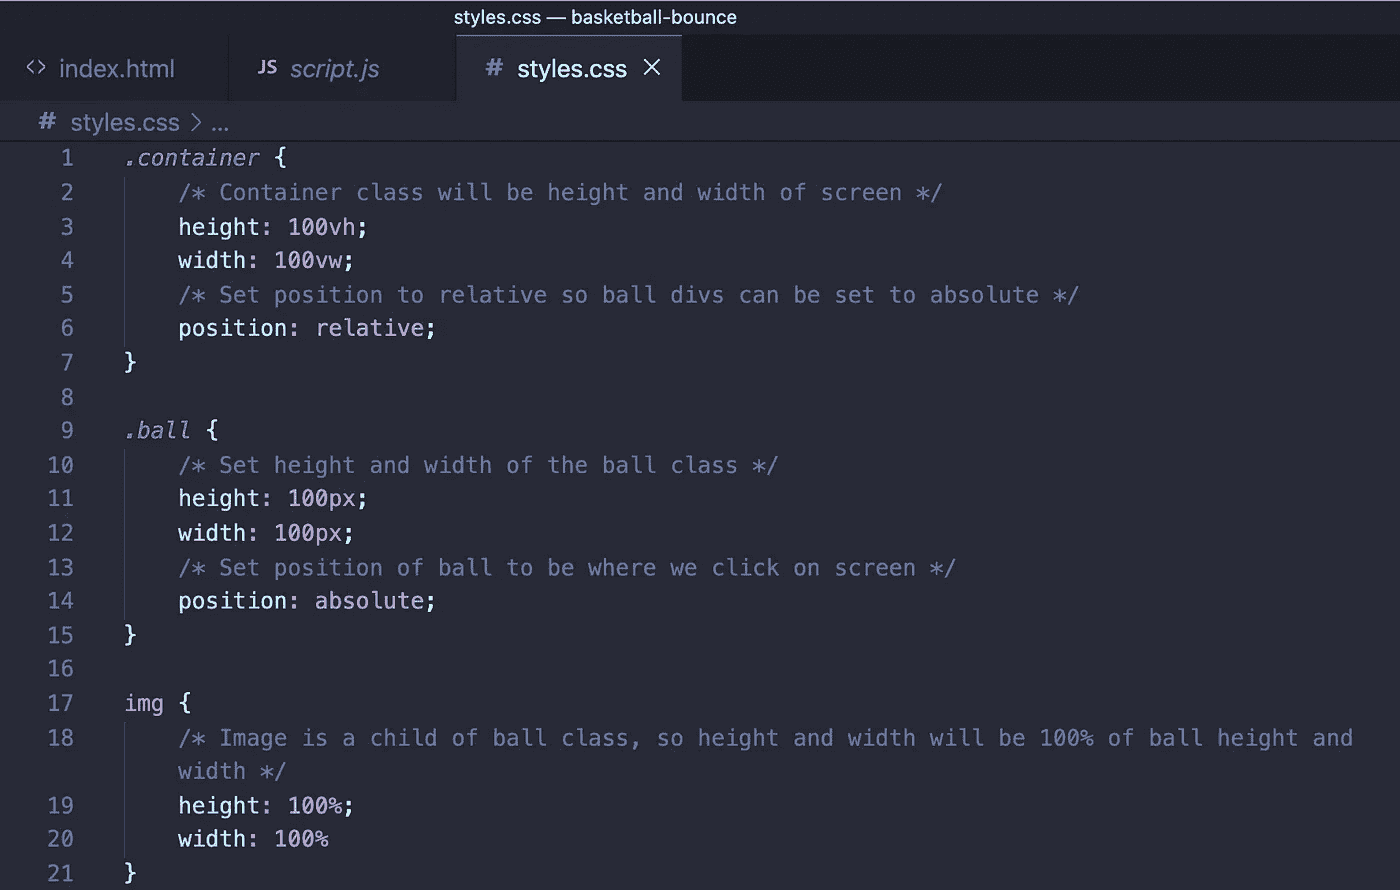 styles.css — basketball-bounce
<> index.html JS script.js # styles.css ×
# styles.css > ...
1 .container {
2 /* Container class will be height and width of screen */
3 height: 100vh;
4 width: 100vw;
5 /* Set position to relative so ball divs can be set to absolute */
6 position: relative;
7 }
8
9 .ball {
10 /* Set height and width of the ball class */
11 height: 100px;
12 width: 100px;
13 /* Set position of ball to be where we click on screen */
14 position: absolute;
15 }
16
17 img {
18 /* Image is a child of ball class, so height and width will be 100% of ball height and
width */
19 height: 100%;
20 width: 100%
21 }